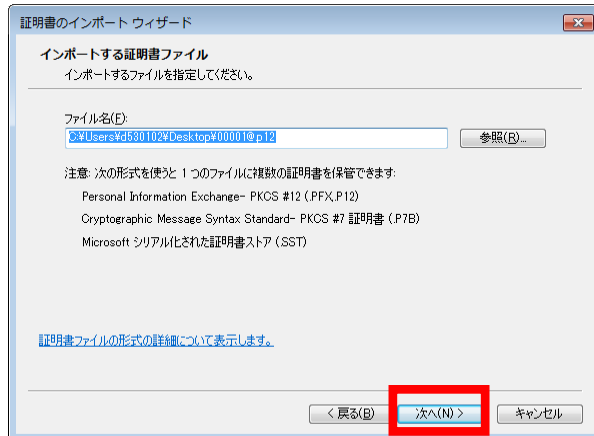 証明書のインポート ウィザード
インポートする証明書ファイル
インポートするファイルを指定してください。
ファイル名(F):
C:¥Users¥d530102¥Desktop¥00001@.p12
参照(R)...
注意: 次の形式を使うと 1 つのファイルに複数の証明書を保管できます:
Personal Information Exchange- PKCS #12 (.PFX,.P12)
Cryptographic Message Syntax Standard- PKCS #7 証明書 (.P7B)
Microsoft シリアル化された証明書ストア (.SST)
証明書ファイルの形式の詳細について表示します。
< 戻る(B)
次へ(N) >
キャンセル